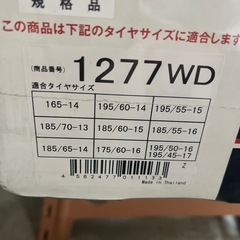 規格品
この商品は下記のタイヤサイズに適合します
(商品番号) 1277WD
適合タイヤサイズ
165-14 195/60-14 195/55-15
185/70-13 185/60-15 185/55-16
185/65-14 175/60-16 195/50-16
195/45-17
Z
4 582477 011133
Made in Thailand